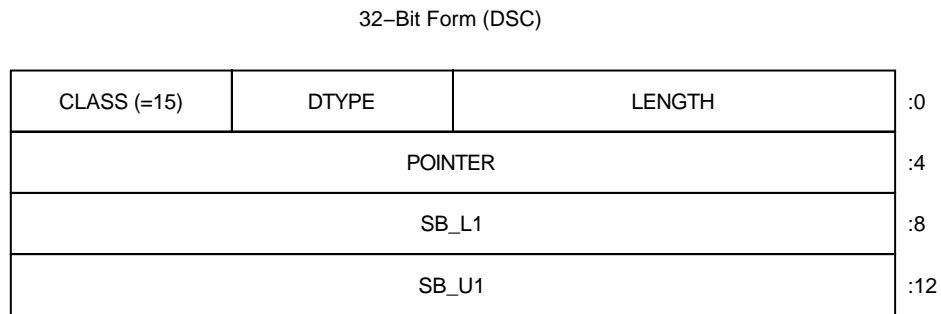 32−Bit Form (DSC)
CLASS (=15) DTYPE LENGTH :0
POINTER :4
SB_L1 :8
SB_U1 :12